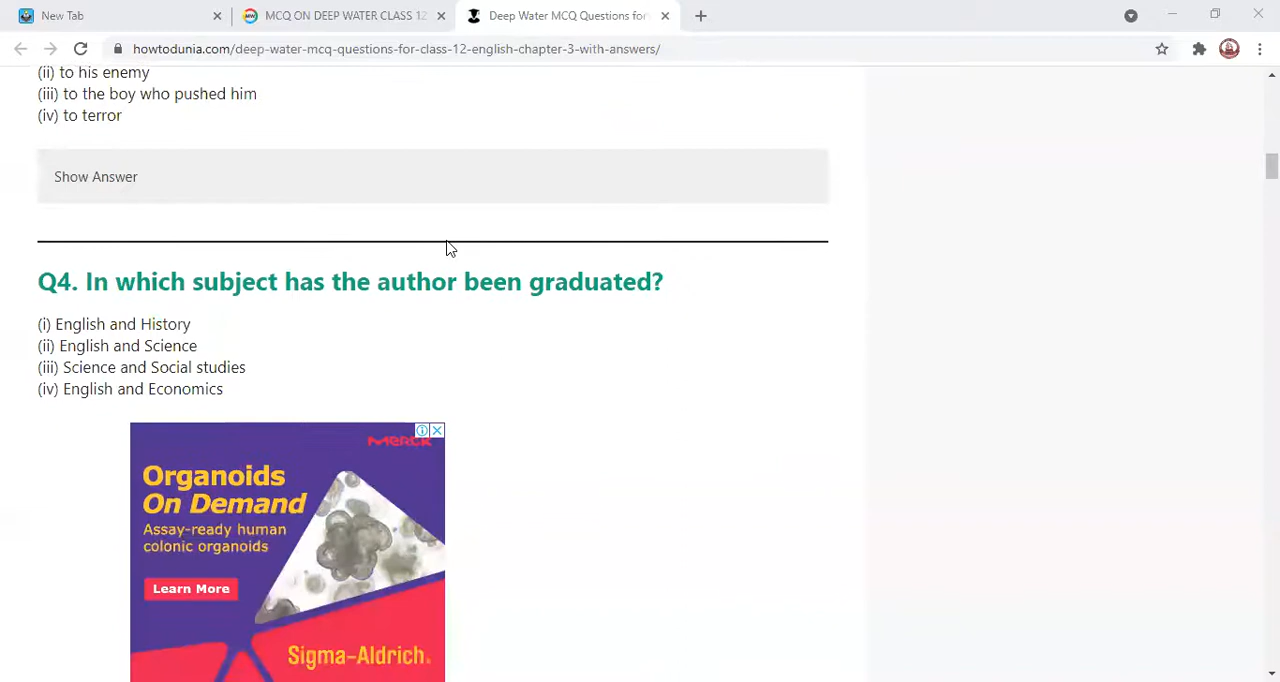 New Tab
MCQ ON DEEP WATER CLASS 12
Deep Water MCQ Questions for
howtodunia.com/deep-water-mcq-questions-for-class-12-english-chapter-3-with-answers/
(ii) to his enemy
(iii) to the boy who pushed him
(iv) to terror
Show Answer
Q4. In which subject has the author been graduated?
(i) English and History
(ii) English and Science
(iii) Science and Social studies
(iv) English and Economics
Merck
Organoids
On Demand
Assay-ready human
colonic organoids
Learn More
Sigma-Aldrich